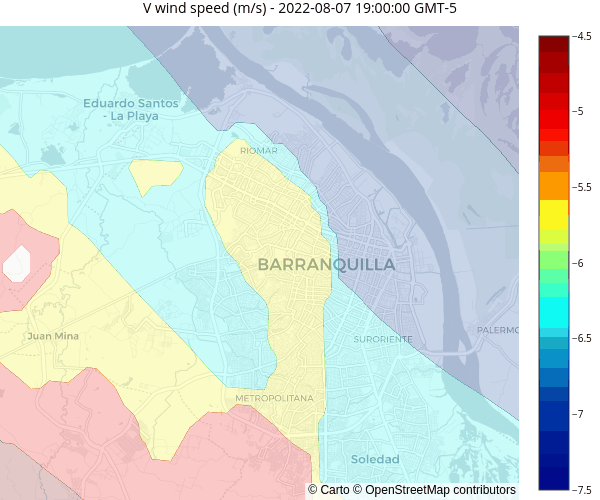 V wind speed (m/s) - 2022-08-07 19:00:00 GMT-5
−4.5
Eduardo Santos
- La Playa
−5
RIOMAR
−5.5
BARRANQUILLA
−6
Juan Mina
SURORIENTE
PALERMO
−6.5
METROPOLITANA
−7
Soledad
© Carto © OpenStreetMap contributors
−7.5